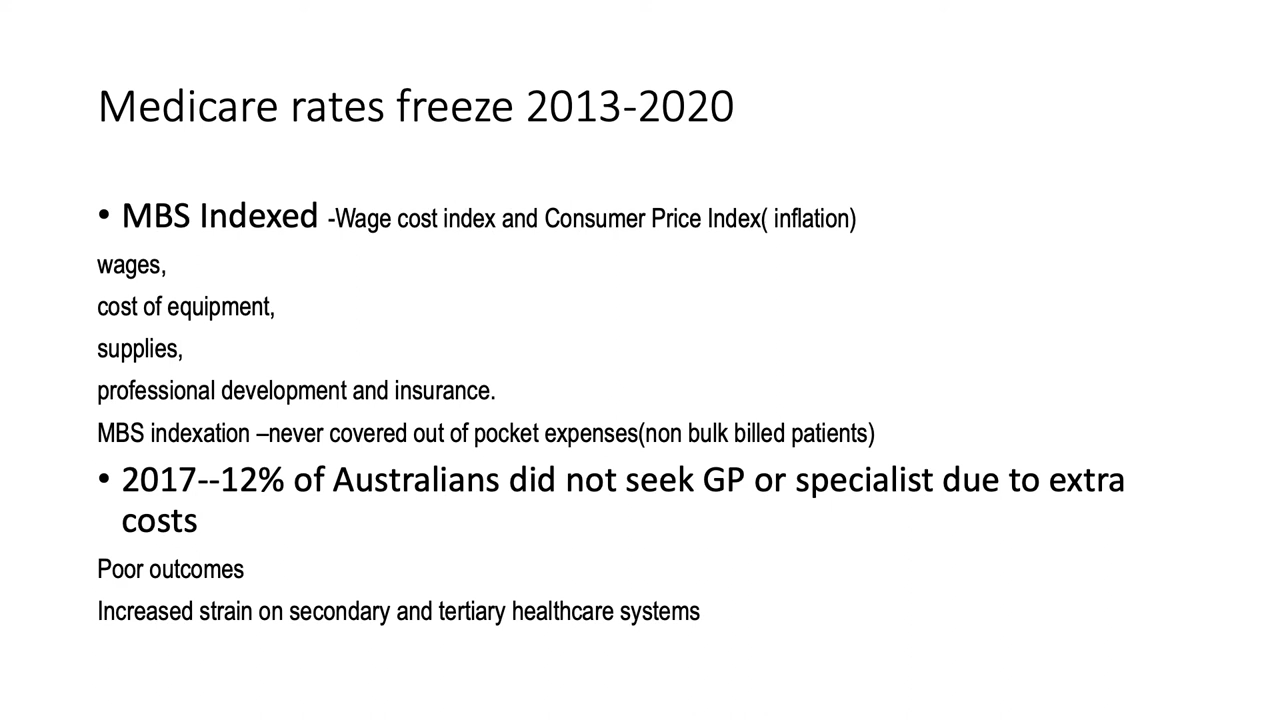 Medicare rates freeze 2013-2020
• MBS Indexed -Wage cost index and Consumer Price Index( inflation)
wages,
cost of equipment,
supplies,
professional development and insurance.
MBS indexation –never covered out of pocket expenses(non bulk billed patients)
• 2017--12% of Australians did not seek GP or specialist due to extra
costs
Poor outcomes
Increased strain on secondary and tertiary healthcare systems